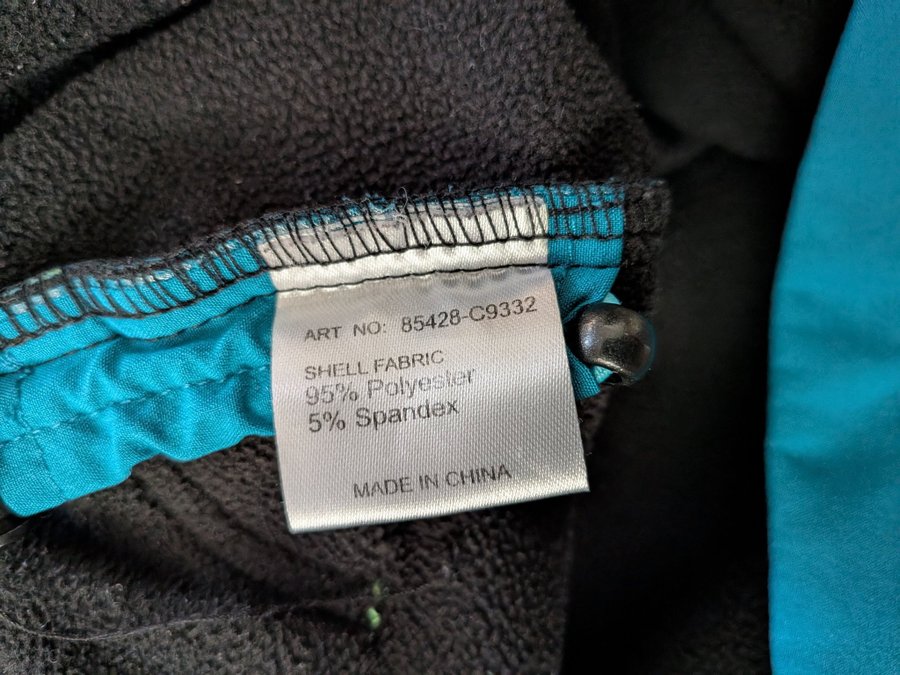 ART NO: 85428-C9332
SHELL FABRIC
95% Polyester
5% Spandex
MADE IN CHINA